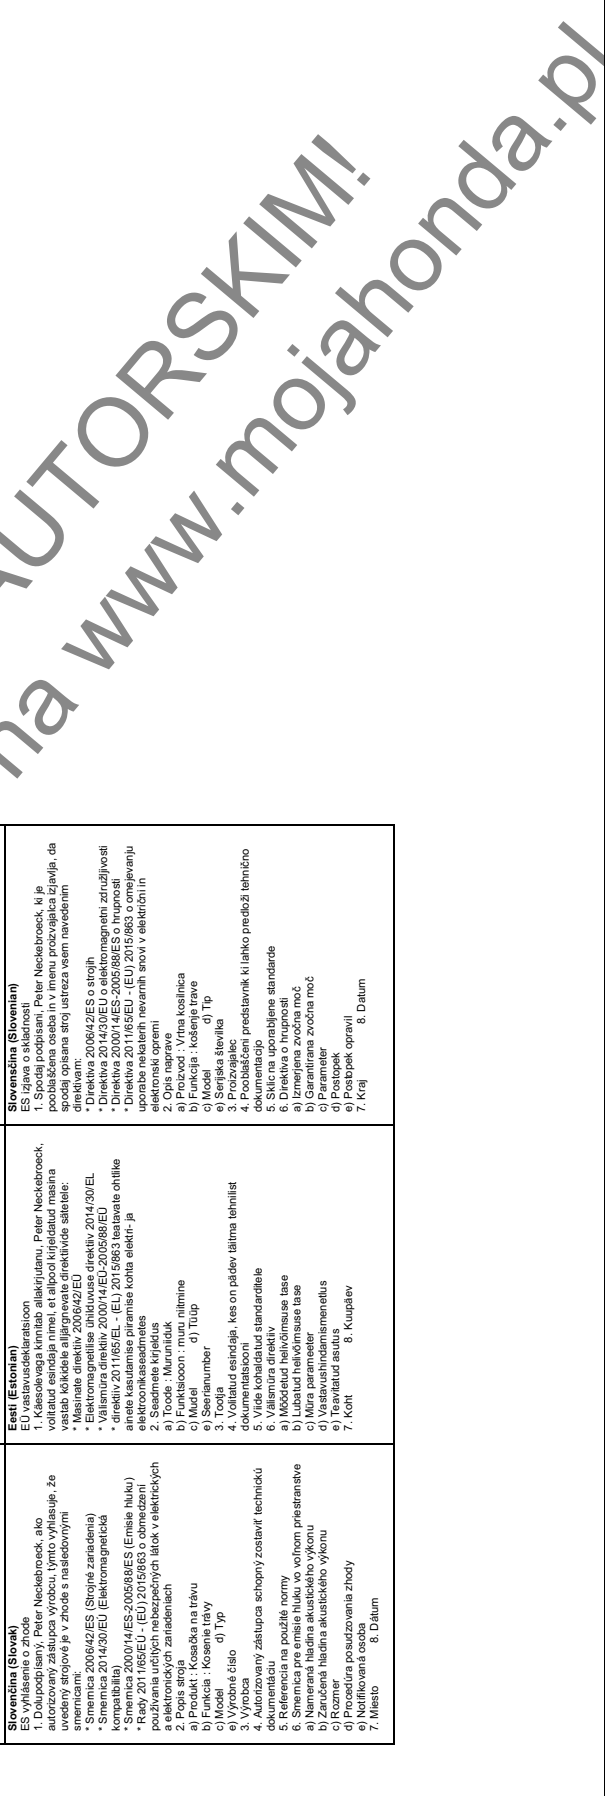 AUTORSKIM!
na www.mojahonda.pl
Slovenčina (Slovak)
ES vyhlásenie o zhode
1. Dolupodpísaný, Peter Neckebroeck, ako
autorizovaný zástupca výrobcu, týmto vyhlasuje, že
uvedený strojové je v zhode s nasledovnými
smernicami:
* Smernica 2006/42/ES (Strojné zariadenia)
* Smernica 2014/30/EÚ (Elektromagnetická
kompatibilita)
* Smernica 2000/14/ES-2005/88/ES (Emisie hluku)
* Rady 2011/65/EÚ - (EÚ) 2015/863 o obmedzení
používania určitých nebezpečných látok v elektrických
a elektronických zariadeniach
2. Popis stroja
a) Produkt : Kosačka na trávu
b) Funkcia : Kosenie trávy
c) Model d) Typ
e) Výrobné číslo
3. Výrobca
4. Autorizovaný zástupca schopný zostaviť technickú
dokumentáciu
5. Referencia na použité normy
6. Smernica pre emisie hluku vo voľnom priestranstve
a) Nameraná hladina akustického výkonu
b) Zaručená hladina akustického výkonu
c) Rozmer
d) Procedúra posudzovania zhody
e) Notifikovaná osoba
7. Miesto 8. Dátum
Eesti (Estonian)
EÜ vastavusdeklaratsioon
1. Käesolevaga kinnitab allakirjutanu, Peter Neckebroeck,
volitatud esindaja nimel, et allpool kirjeldatud masina
vastab kõikidele alljärgnevate direktiivide sätetele:
* Masinate direktiiv 2006/42/EÜ
* Elektromagnetilise ühilduvuse direktiiv 2014/30/EL
* Välismüra direktiiv 2000/14/EÜ-2005/88/EÜ
* direktiiv 2011/65/EL - (EL) 2015/863 teatavate ohtlike
ainete kasutamise piiramise kohta elektri- ja
elektroonikaseadmetes
2. Seadmete kirjeldus
a) Toode : Muruniiduk
b) Funktsiooon : muru niitmine
c) Mudel d) Tüüp
e) Seerianumber
3. Tootja
4. Volitatud esindaja, kes on pädev täitma tehnilist
dokumentatsiooni
5. Viide kohaldatud standarditele
6. Välismüra direktiiv
a) Mõõdetud helivõimsuse tase
b) Lubatud helivõimsuse tase
c) Müra parameeter
d) Vastavushindamismenetlus
e) Teavitatud asutus
7. Koht 8. Kuupäev
Slovensčina (Slovenian)
ES izjava o skladnosti
1. Spodaj podpisani, Peter Neckebroeck, ki je
pooblaščena oseba in v imenu proizvajalca izjavlja, da
spodaj opisana stroj ustreza vsem navedenim
direktivam:
* Direktiva 2006/42/ES o strojih
* Direktiva 2014/30/EU o elektromagnetni združljivosti
* Direktiva 2000/14/ES-2005/88/ES o hrupnosti
* Direktiva 2011/65/EU - (EU) 2015/863 o omejevanju
uporabe nekaterih nevarnih snovi v električni in
elektronski opremi
2. Opis naprave
a) Proizvod : Vrtna kosilnica
b) Funkcija : košenje trave
c) Model d) Tip
e) Serijska številka
3. Proizvajalec
4. Pooblaščeni predstavnik ki lahko predloži tehnično
dokumentacijo
5. Sklic na uporabljene standarde
6. Direktiva o hrupnosti
a) Izmerjena zvočna moč
b) Garantirana zvočna moč
c) Parameter
d) Postopek
e) Postopek opravil
7. Kraj 8. Datum